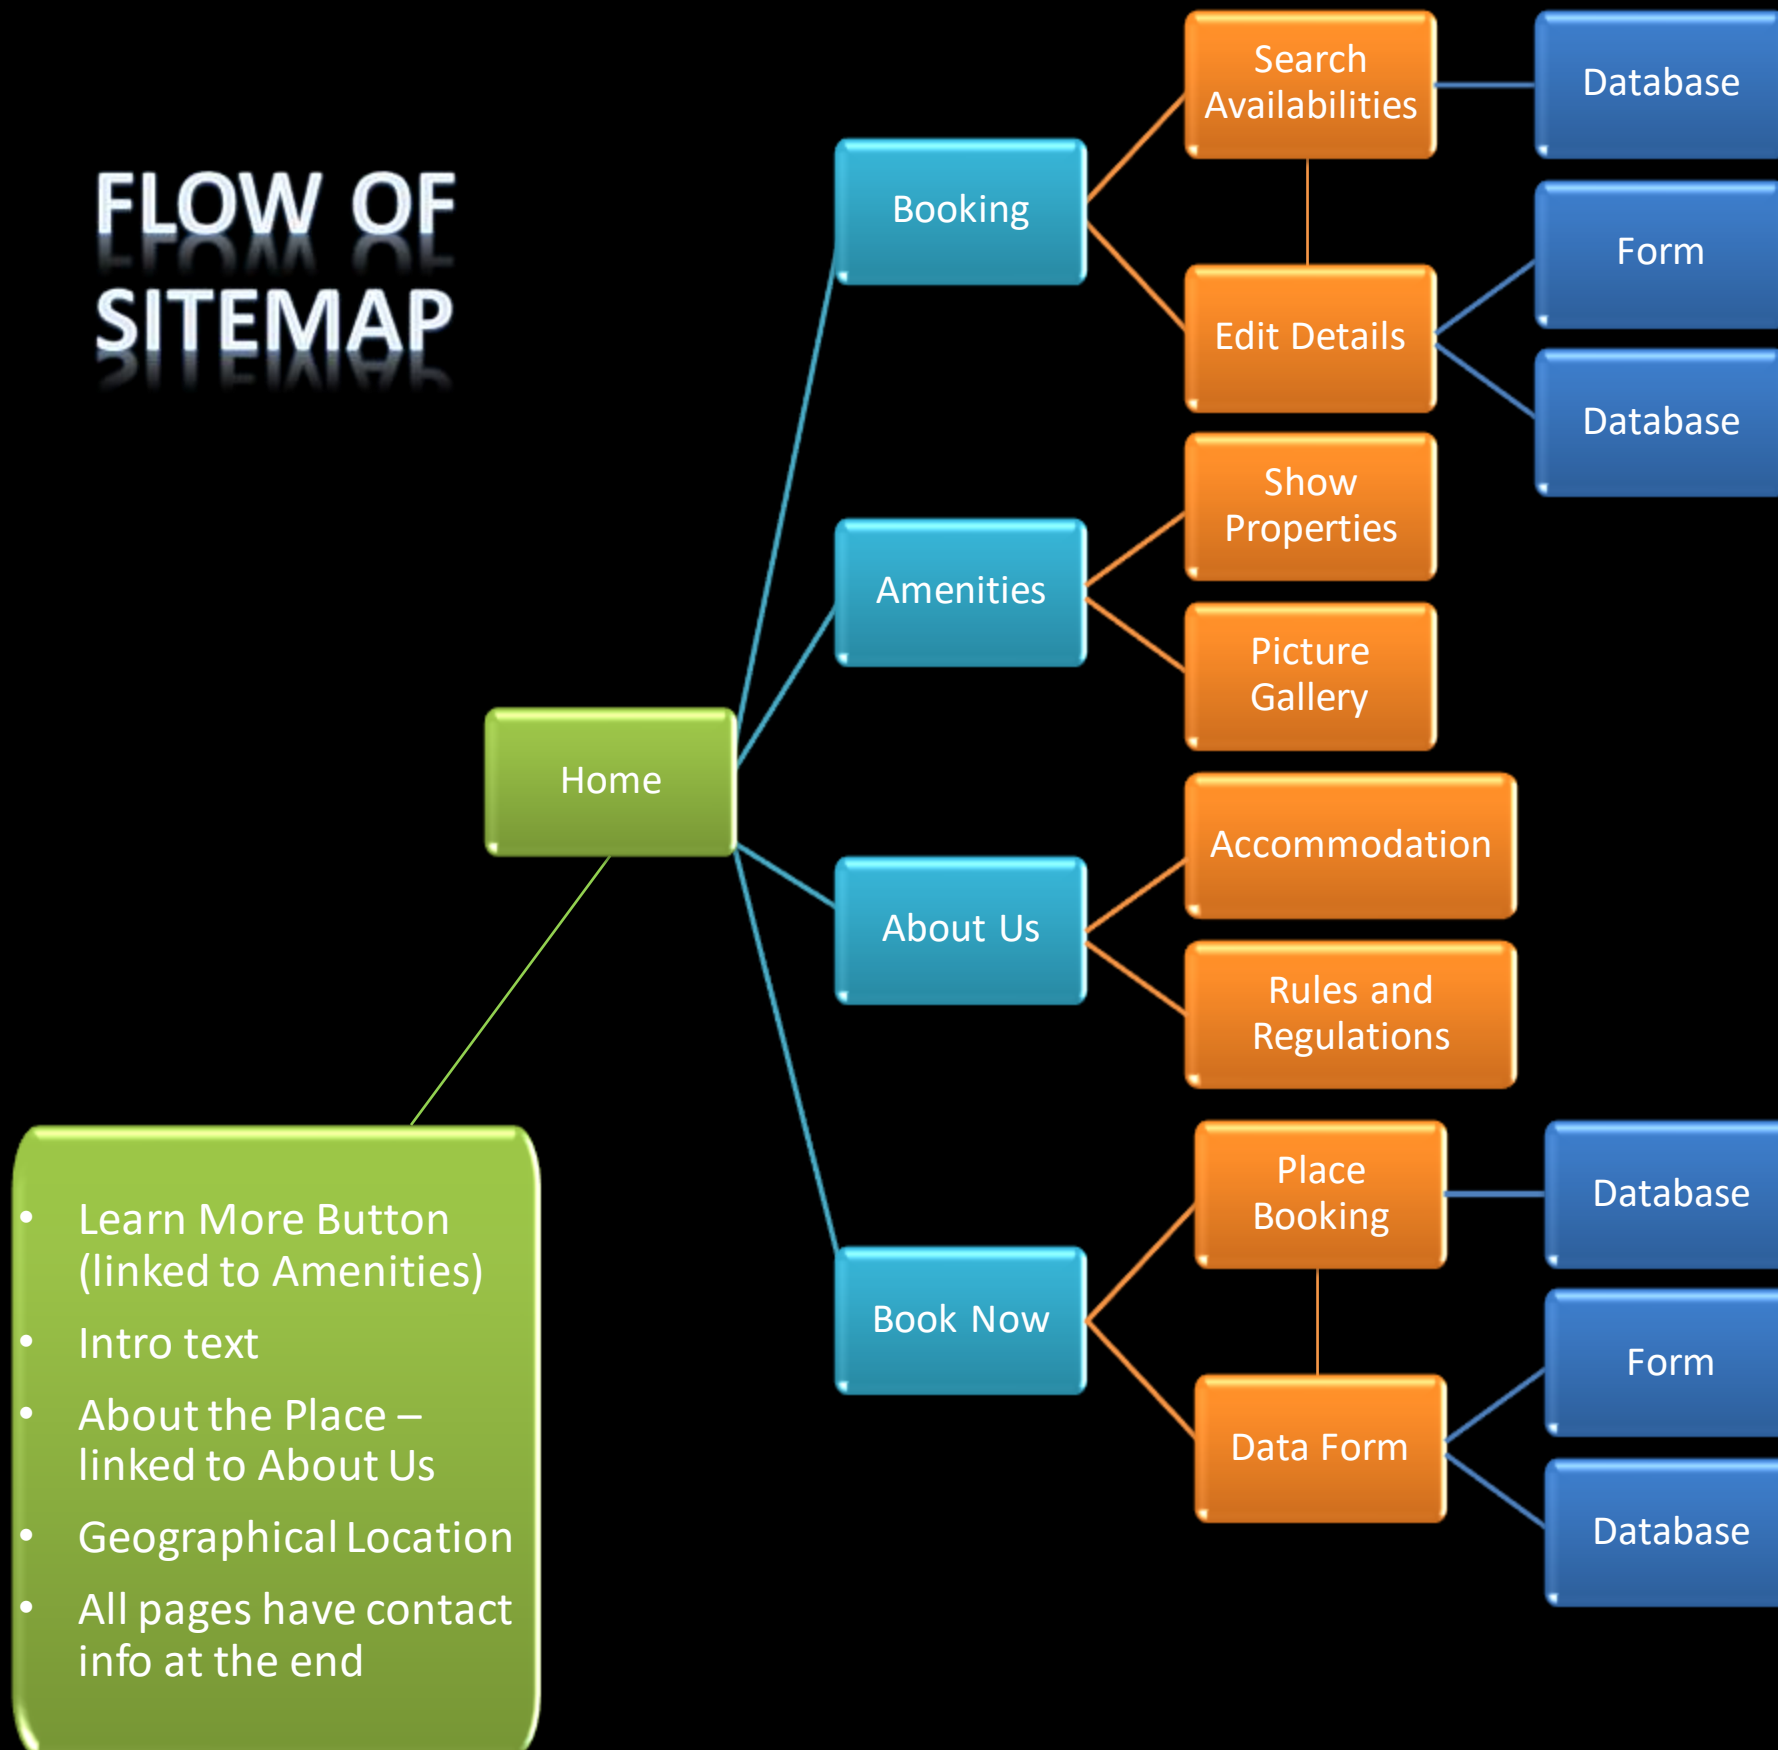 FLOW OF
SITEMAP
Home
• Learn More Button
(linked to Amenities)
• Intro text
• About the Place –
linked to About Us
• Geographical Location
• All pages have contact
info at the end
Booking
Search
Availabilities
Database
Edit Details
Form
Database
Amenities
Show
Properties
Picture
Gallery
About Us
Accommodation
Rules and
Regulations
Book Now
Place
Booking
Database
Data Form
Form
Database